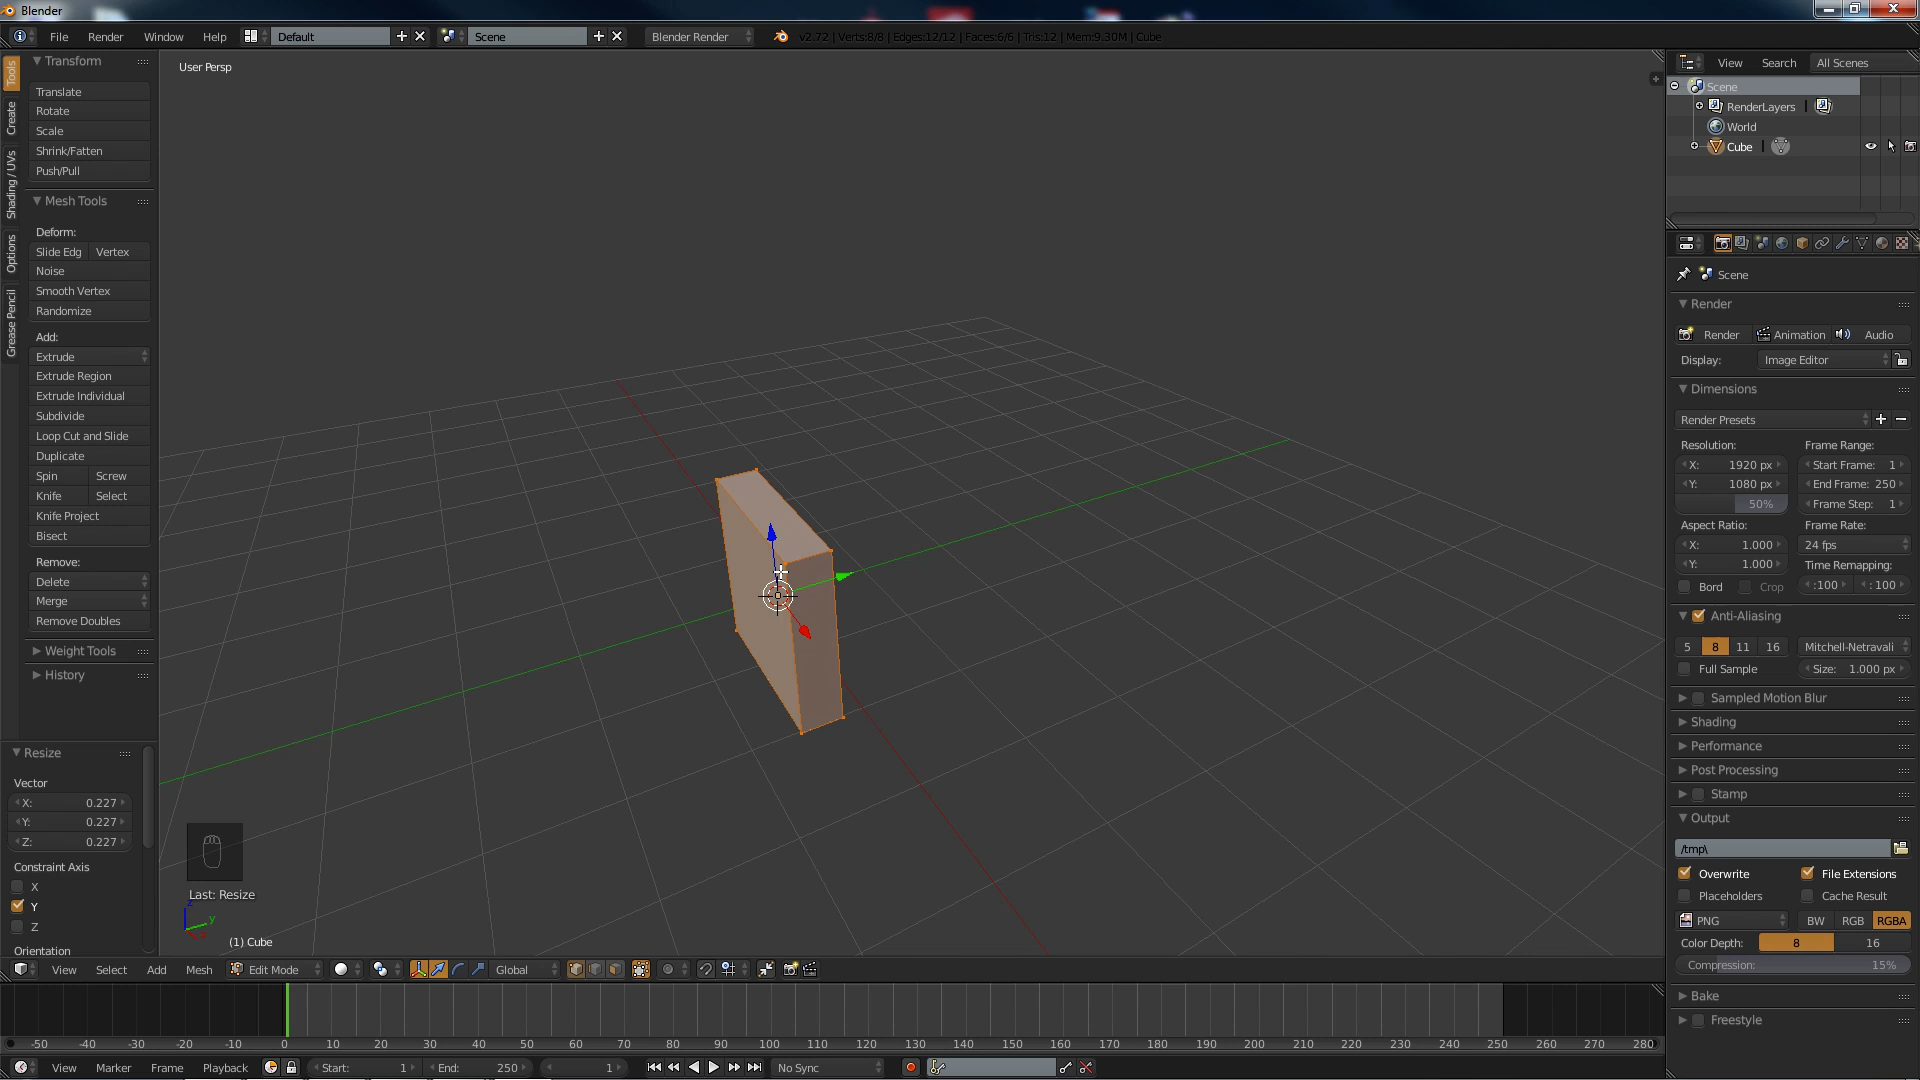 Blender
File Render Window Help Default Scene Blender Render v2.72 | Verts:8/8 | Edges:12/12 | Faces:6/6 | Tris:12 | Mem:9.30M | Cube
User Persp
Tools
Create
Shading / UVs
Options
Grease Pencil
Transform
Translate
Rotate
Scale
Shrink/Fatten
Push/Pull
Mesh Tools
Deform:
Slide Edg Vertex
Noise
Smooth Vertex
Randomize
Add:
Extrude
Extrude Region
Extrude Individual
Subdivide
Loop Cut and Slide
Duplicate
Spin Screw
Knife Select
Knife Project
Bisect
Remove:
Delete
Merge
Remove Doubles
Weight Tools
History
Resize
Vector
X: 0.227
Y: 0.227
Z: 0.227
Constraint Axis
X
Y
Z
Orientation
Last: Resize
z
y
(1) Cube
View Select Add Mesh Edit Mode Global
-50 -40 -30 -20 -10 0 10 20 30 40 50 60 70 80 90 100 110 120 130 140 150 160 170 180 190 200 210 220 230 240 250 260 270 280
View Marker Frame Playback Start: 1 End: 250 1 No Sync
View Search All Scenes
Scene
RenderLayers |
World
Cube |
Scene
Render
Render Animation Audio
Display: Image Editor
Dimensions
Render Presets
Resolution: Frame Range:
X: 1920 px Start Frame: 1
Y: 1080 px End Frame: 250
50% Frame Step: 1
Aspect Ratio: Frame Rate:
X: 1.000 24 fps
Y: 1.000 Time Remapping:
Bord Crop :100 : 100
Anti-Aliasing
5 8 11 16 Mitchell-Netravali
Full Sample Size: 1.000 px
Sampled Motion Blur
Shading
Performance
Post Processing
Stamp
Output
/tmp\
Overwrite File Extensions
Placeholders Cache Result
PNG BW RGB RGBA
Color Depth: 8 16
Compression: 15%
Bake
Freestyle